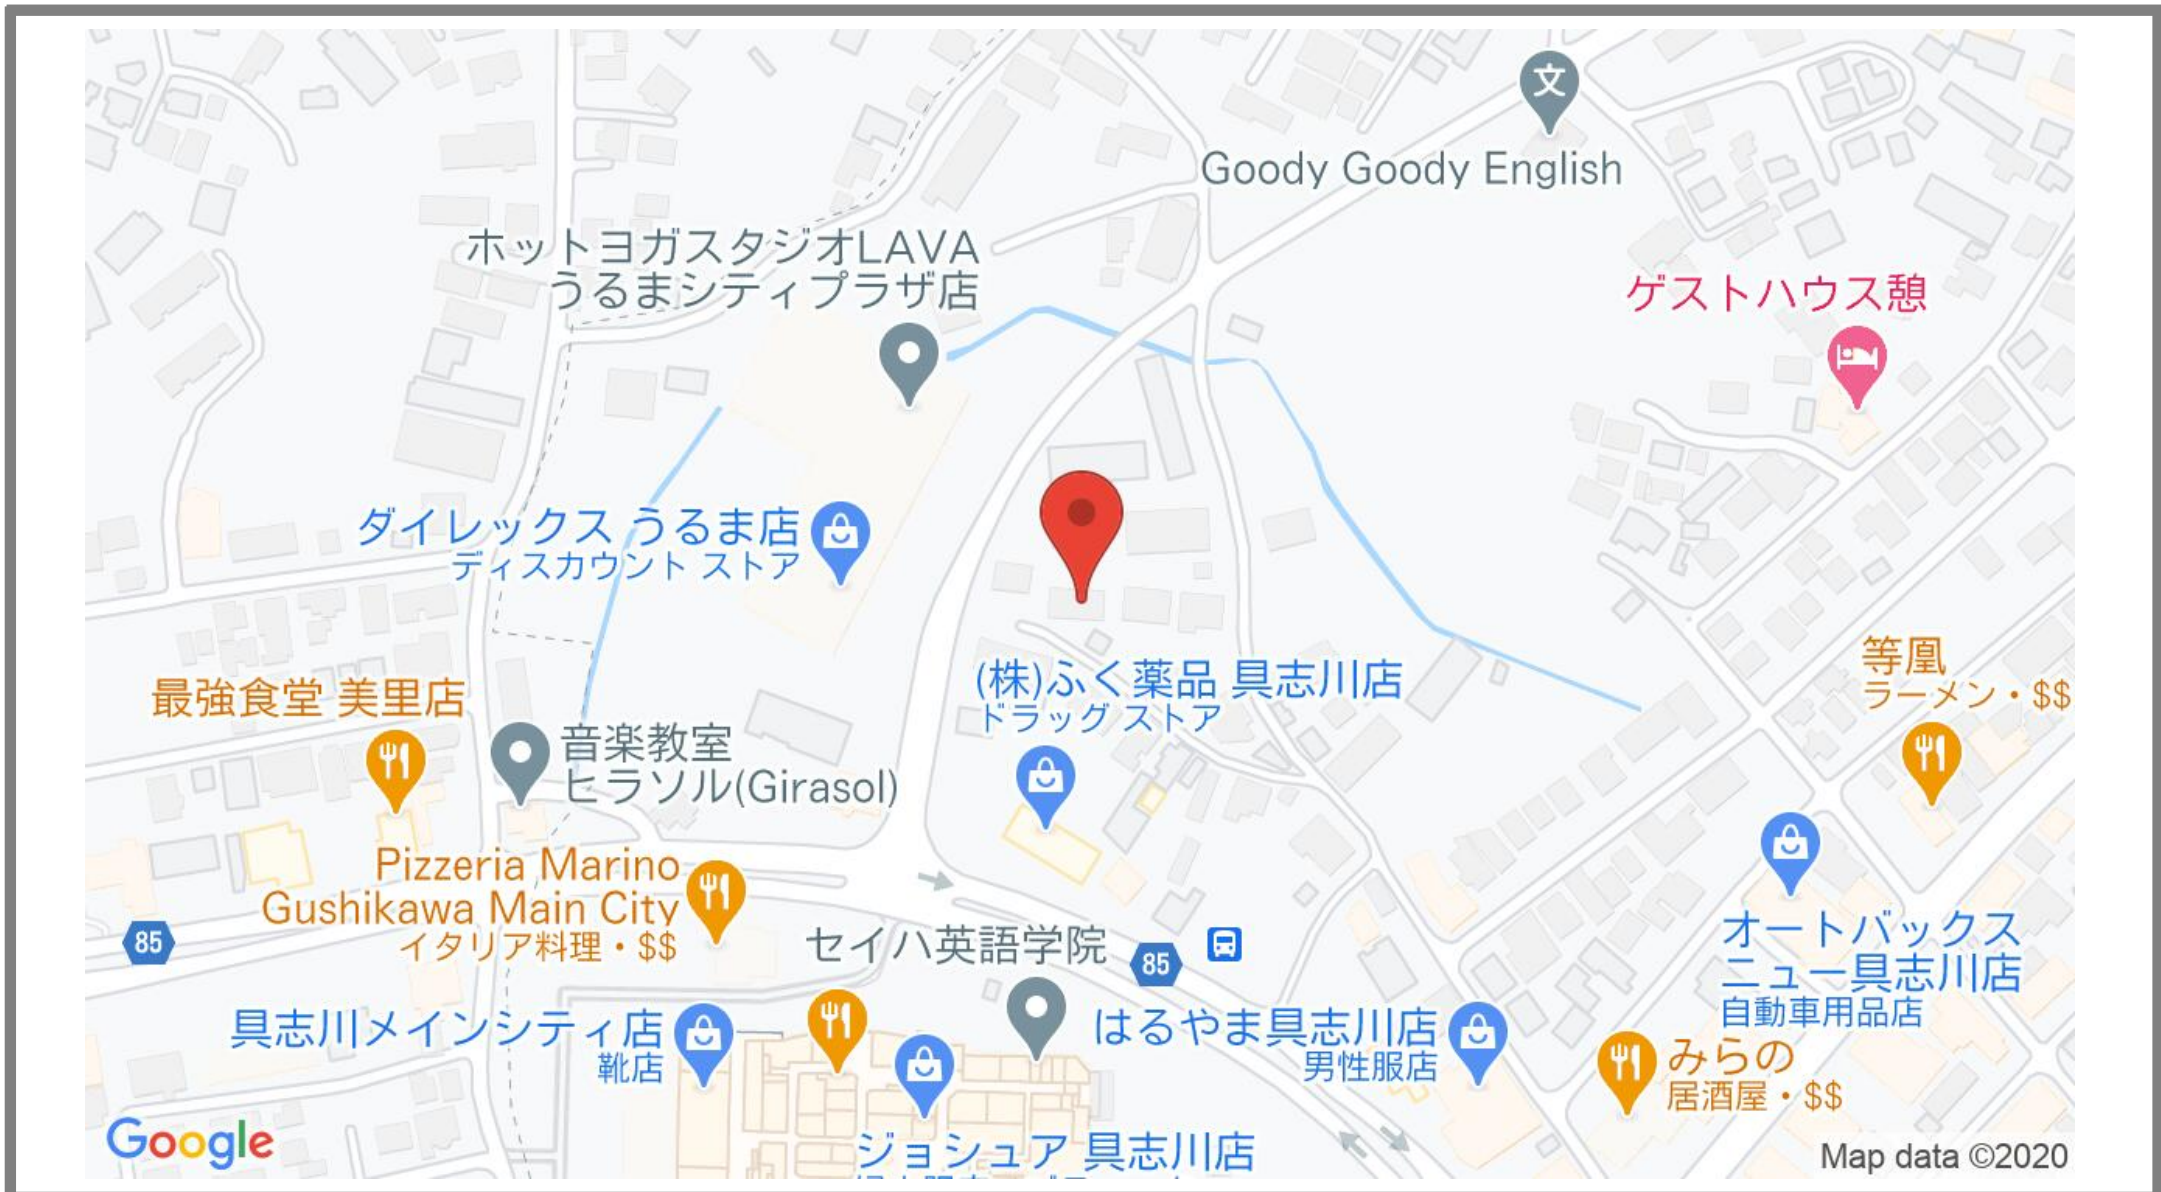 文
Goody Goody English
ホットヨガスタジオLAVA
うるまシティプラザ店
ゲストハウス憩
ダイレックス うるま店
ディスカウント ストア
等凰
ラーメン・$$
最強食堂 美里店
(株)ふく薬品 具志川店
ドラッグ ストア
音楽教室
ヒラソル(Girasol)
Pizzeria Marino
Gushikawa Main City
イタリア料理・$$
85
セイハ英語学院
85
オートバックス
ニュー具志川店
自動車用品店
具志川メインシティ店
靴店
はるやま具志川店
男性服店
みらの
居酒屋・$$
ジョシュア 具志川店
Google
Map data ©2020